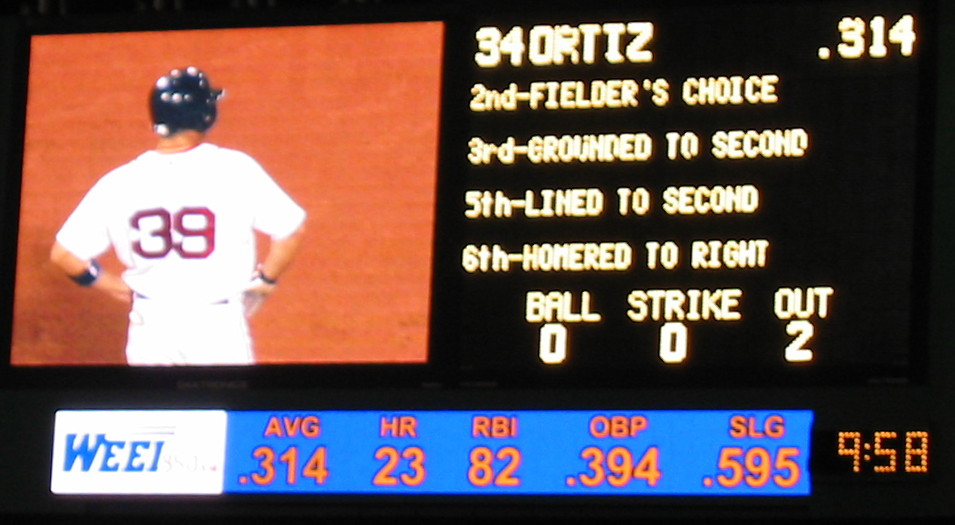 34 ORTIZ .314
2nd-FIELDER'S CHOICE
3rd-GROUNDED TO SECOND
5th-LINED TO SECOND
6th-HOMERED TO RIGHT
BALL STRIKE OUT
0 0 2
39
WEEI
AVG HR RBI OBP SLG
.314 23 82 .394 .595
9:58